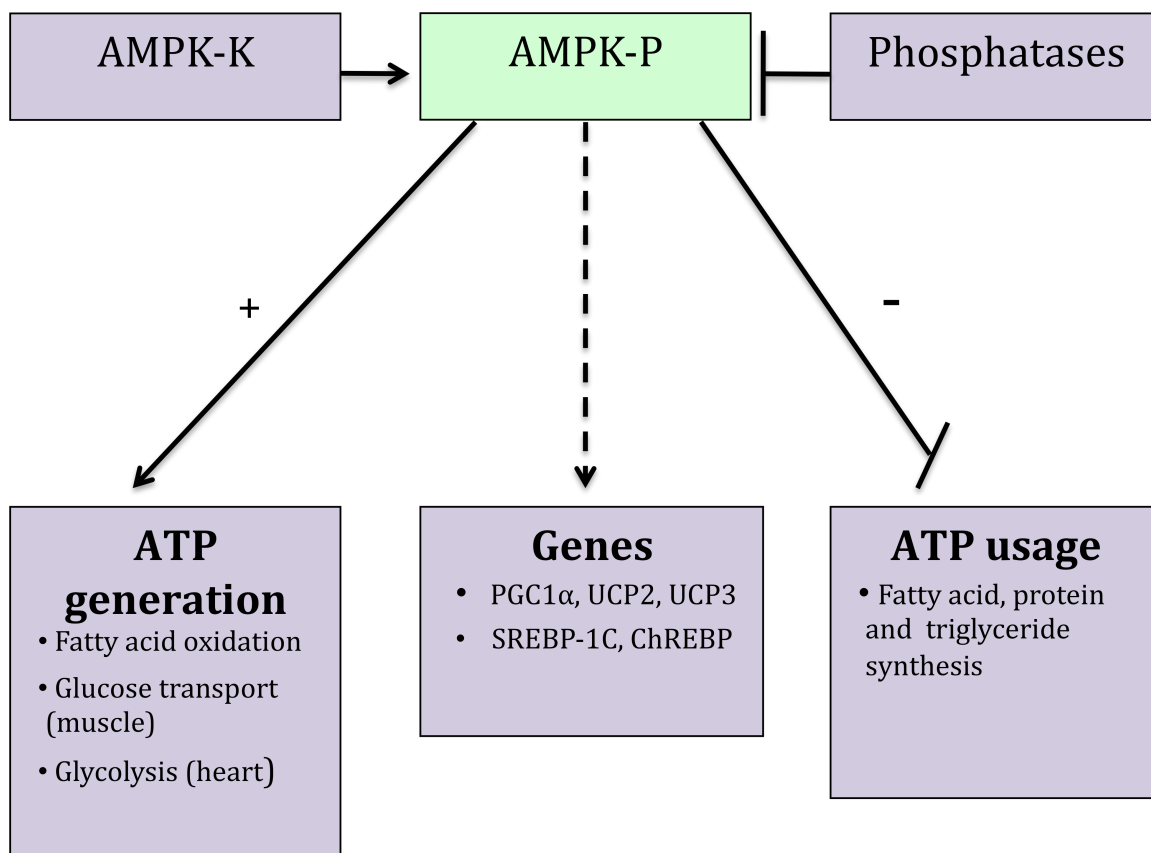 AMPK-K
AMPK-P
Phosphatases
+
-
ATP
generation
• Fatty acid oxidation
• Glucose transport
(muscle)
• Glycolysis (heart)
Genes
• PGC1α, UCP2, UCP3
• SREBP-1C, ChREBP
ATP usage
• Fatty acid, protein
and triglyceride
synthesis